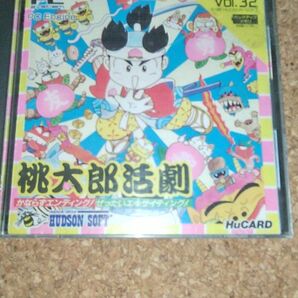 PC Engine
Vol.32
桃太郎活劇
かならずエンディング!ぜったいエキサイティング!
HUDSON SOFT
HuCARD